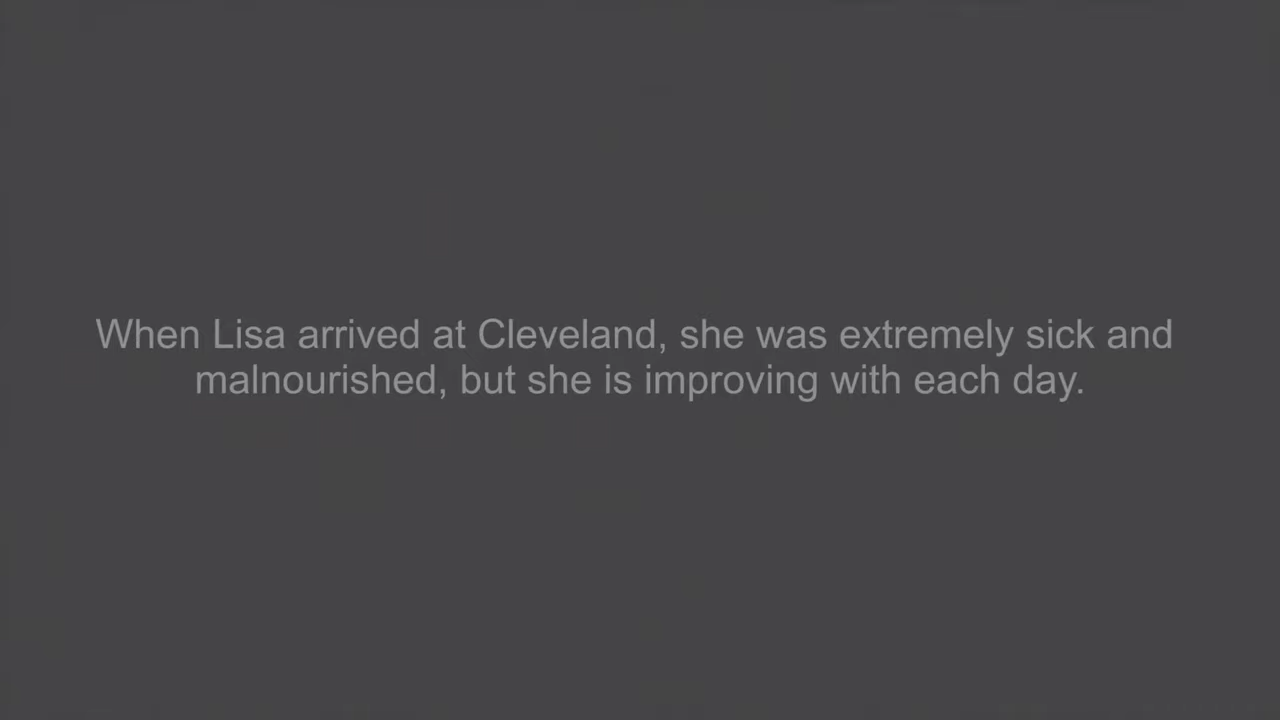 When Lisa arrived at Cleveland, she was extremely sick and
malnourished, but she is improving with each day.